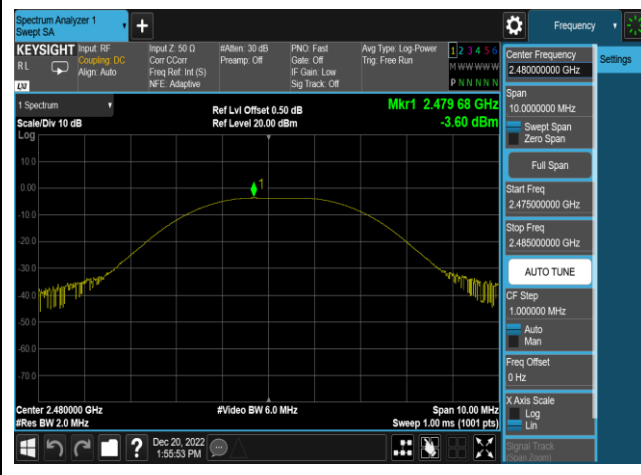 Spectrum Analyzer 1
Swept SA
Frequency
KEYSIGHT
RL
LXI
Input: RF
Coupling: DC
Align: Auto
Input Z: 50 Ω
Corr CCorr
Freq Ref: Int (S)
NFE: Adaptive
#Atten: 30 dB
Preamp: Off
PNO: Fast
Gate: Off
IF Gain: Low
Sig Track: Off
Avg Type: Log-Power
Trig: Free Run
1 2 3 4 5 6
M W W W W W
P N N N N N
1 Spectrum
Scale/Div 10 dB
Ref Lvl Offset 0.50 dB
Ref Level 20.00 dBm
Mkr1 2.479 68 GHz
-3.60 dBm
Log
10.0
0.00
-10.0
-20.0
-30.0
-40.0
-50.0
-60.0
-70.0
1
Center 2.480000 GHz
#Res BW 2.0 MHz
#Video BW 6.0 MHz
Span 10.00 MHz
Sweep 1.00 ms (1001 pts)
Dec 20, 2022
1:55:53 PM
Center Frequency
2.480000000 GHz
Span
10.0000000 MHz
Swept Span
Zero Span
Full Span
Start Freq
2.475000000 GHz
Stop Freq
2.485000000 GHz
AUTO TUNE
CF Step
1.000000 MHz
Auto
Man
Freq Offset
0 Hz
X Axis Scale
Log
Lin
Signal Track
(Span Zoom)
Settings